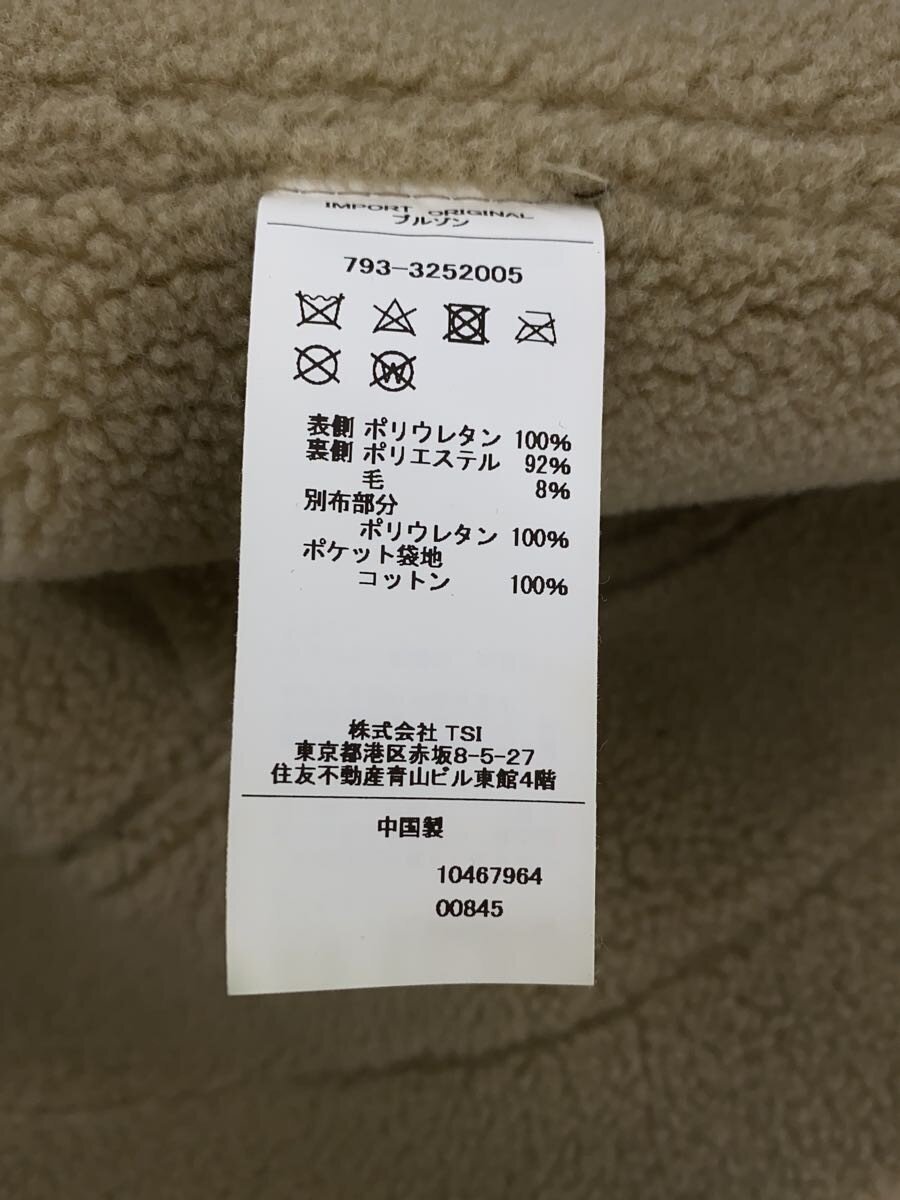 IMPORT ORIGINAL
ブルゾン
793-3252005
W
表側 ポリウレタン 100%
裏側 ポリエステル 92%
毛 8%
別布部分
ポリウレタン 100%
ポケット袋地
コットン 100%
株式会社 TSI
東京都港区赤坂8-5-27
住友不動産青山ビル東館4階
中国製
10467964
00845